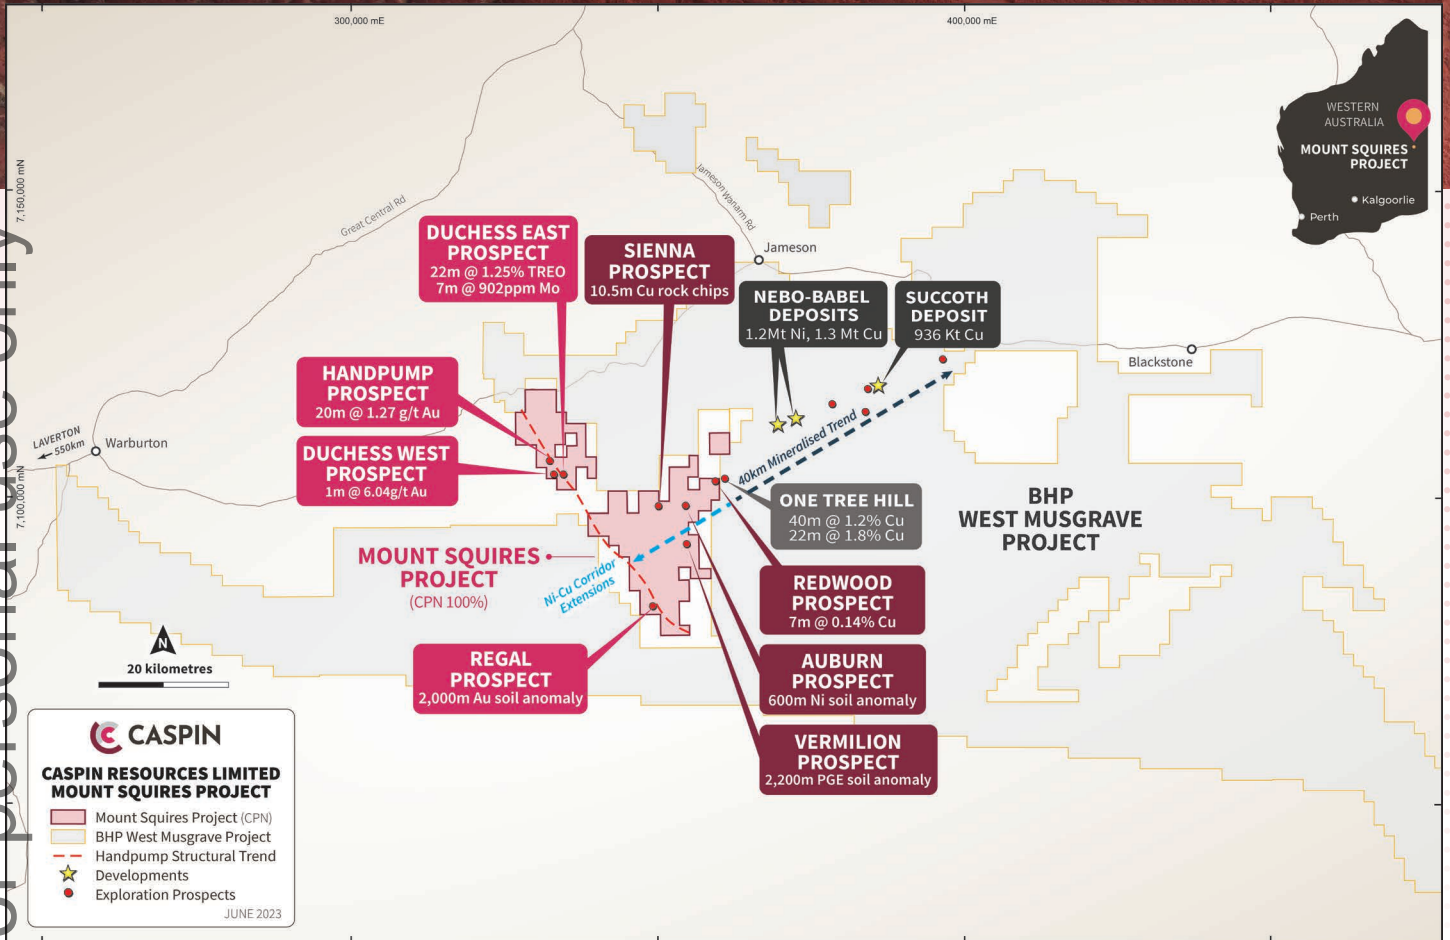 300,000 mE
400,000 mE
7,150,000 mN
7,100,000 mN
personal use only
WESTERN
AUSTRALIA
MOUNT SQUIRES
PROJECT
Kalgoorlie
Perth
Great Central Rd
Jameson Wanarn Rd
Jameson
Blackstone
Warburton
LAVERTON
550km
DUCHESS EAST
PROSPECT
22m @ 1.25% TREO
7m @ 902ppm Mo
SIENNA
PROSPECT
10.5m Cu rock chips
NEBO-BABEL
DEPOSITS
1.2Mt Ni, 1.3 Mt Cu
SUCCOTH
DEPOSIT
936 Kt Cu
HANDPUMP
PROSPECT
20m @ 1.27 g/t Au
DUCHESS WEST
PROSPECT
1m @ 6.04g/t Au
40km Mineralised Trend
ONE TREE HILL
40m @ 1.2% Cu
22m @ 1.8% Cu
BHP
WEST MUSGRAVE
PROJECT
MOUNT SQUIRES
PROJECT
(CPN 100%)
Ni-Cu Corridor
Extensions
REDWOOD
PROSPECT
7m @ 0.14% Cu
REGAL
PROSPECT
2,000m Au soil anomaly
AUBURN
PROSPECT
600m Ni soil anomaly
VERMILION
PROSPECT
2,200m PGE soil anomaly
N
20 kilometres
CASPIN
CASPIN RESOURCES LIMITED
MOUNT SQUIRES PROJECT
Mount Squires Project (CPN)
BHP West Musgrave Project
Handpump Structural Trend
Developments
Exploration Prospects
JUNE 2023